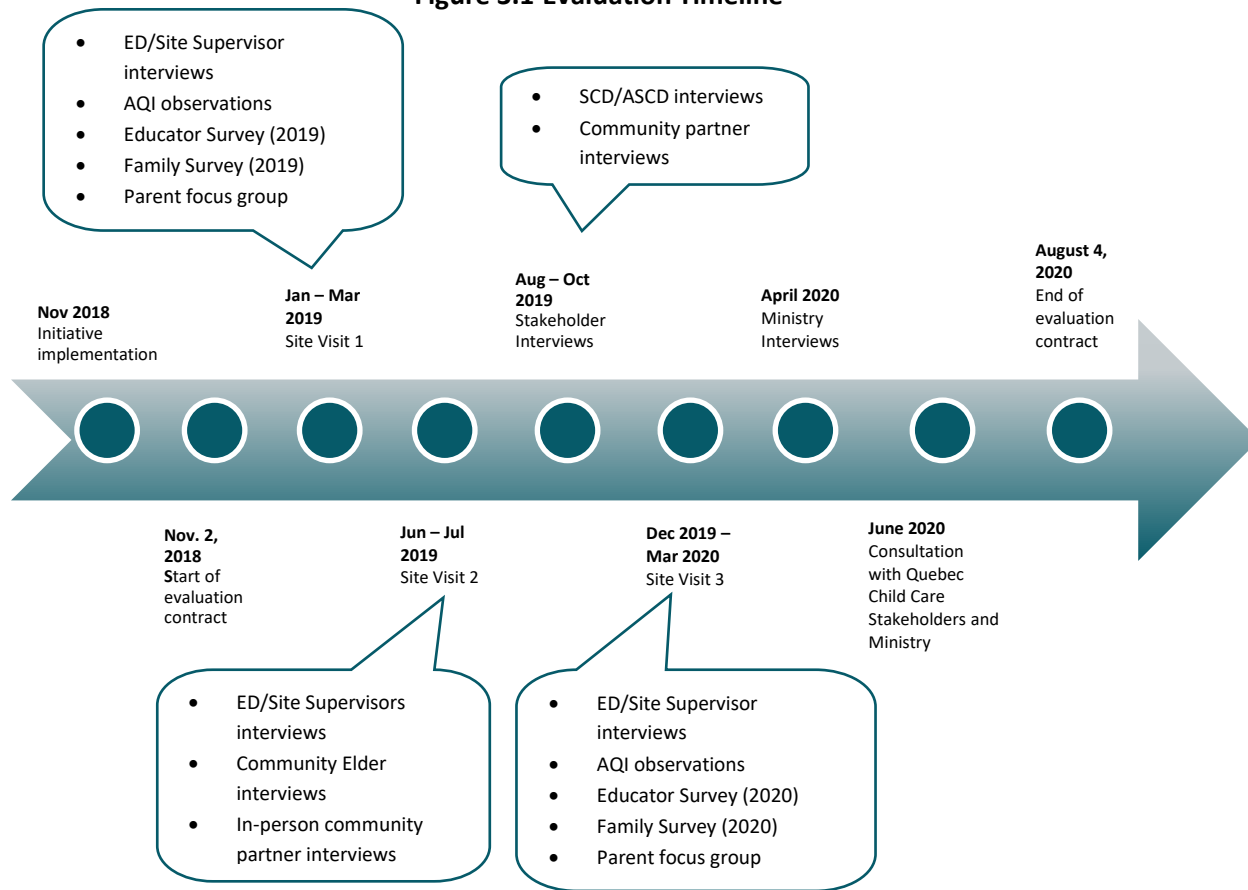 Figure 3.1 Evaluation Timeline
• ED/Site Supervisor
interviews
• AQI observations
• Educator Survey (2019)
• Family Survey (2019)
• Parent focus group
• SCD/ASCD interviews
• Community partner
interviews
Nov 2018
Initiative
implementation
Jan – Mar
2019
Site Visit 1
Aug – Oct
2019
Stakeholder
Interviews
April 2020
Ministry
Interviews
August 4,
2020
End of
evaluation
contract
Nov. 2,
2018
Start of
evaluation
contract
Jun – Jul
2019
Site Visit 2
Dec 2019 –
Mar 2020
Site Visit 3
June 2020
Consultation
with Quebec
Child Care
Stakeholders and
Ministry
• ED/Site Supervisors
interviews
• Community Elder
interviews
• In-person community
partner interviews
• ED/Site Supervisor
interviews
• AQI observations
• Educator Survey (2020)
• Family Survey (2020)
• Parent focus group